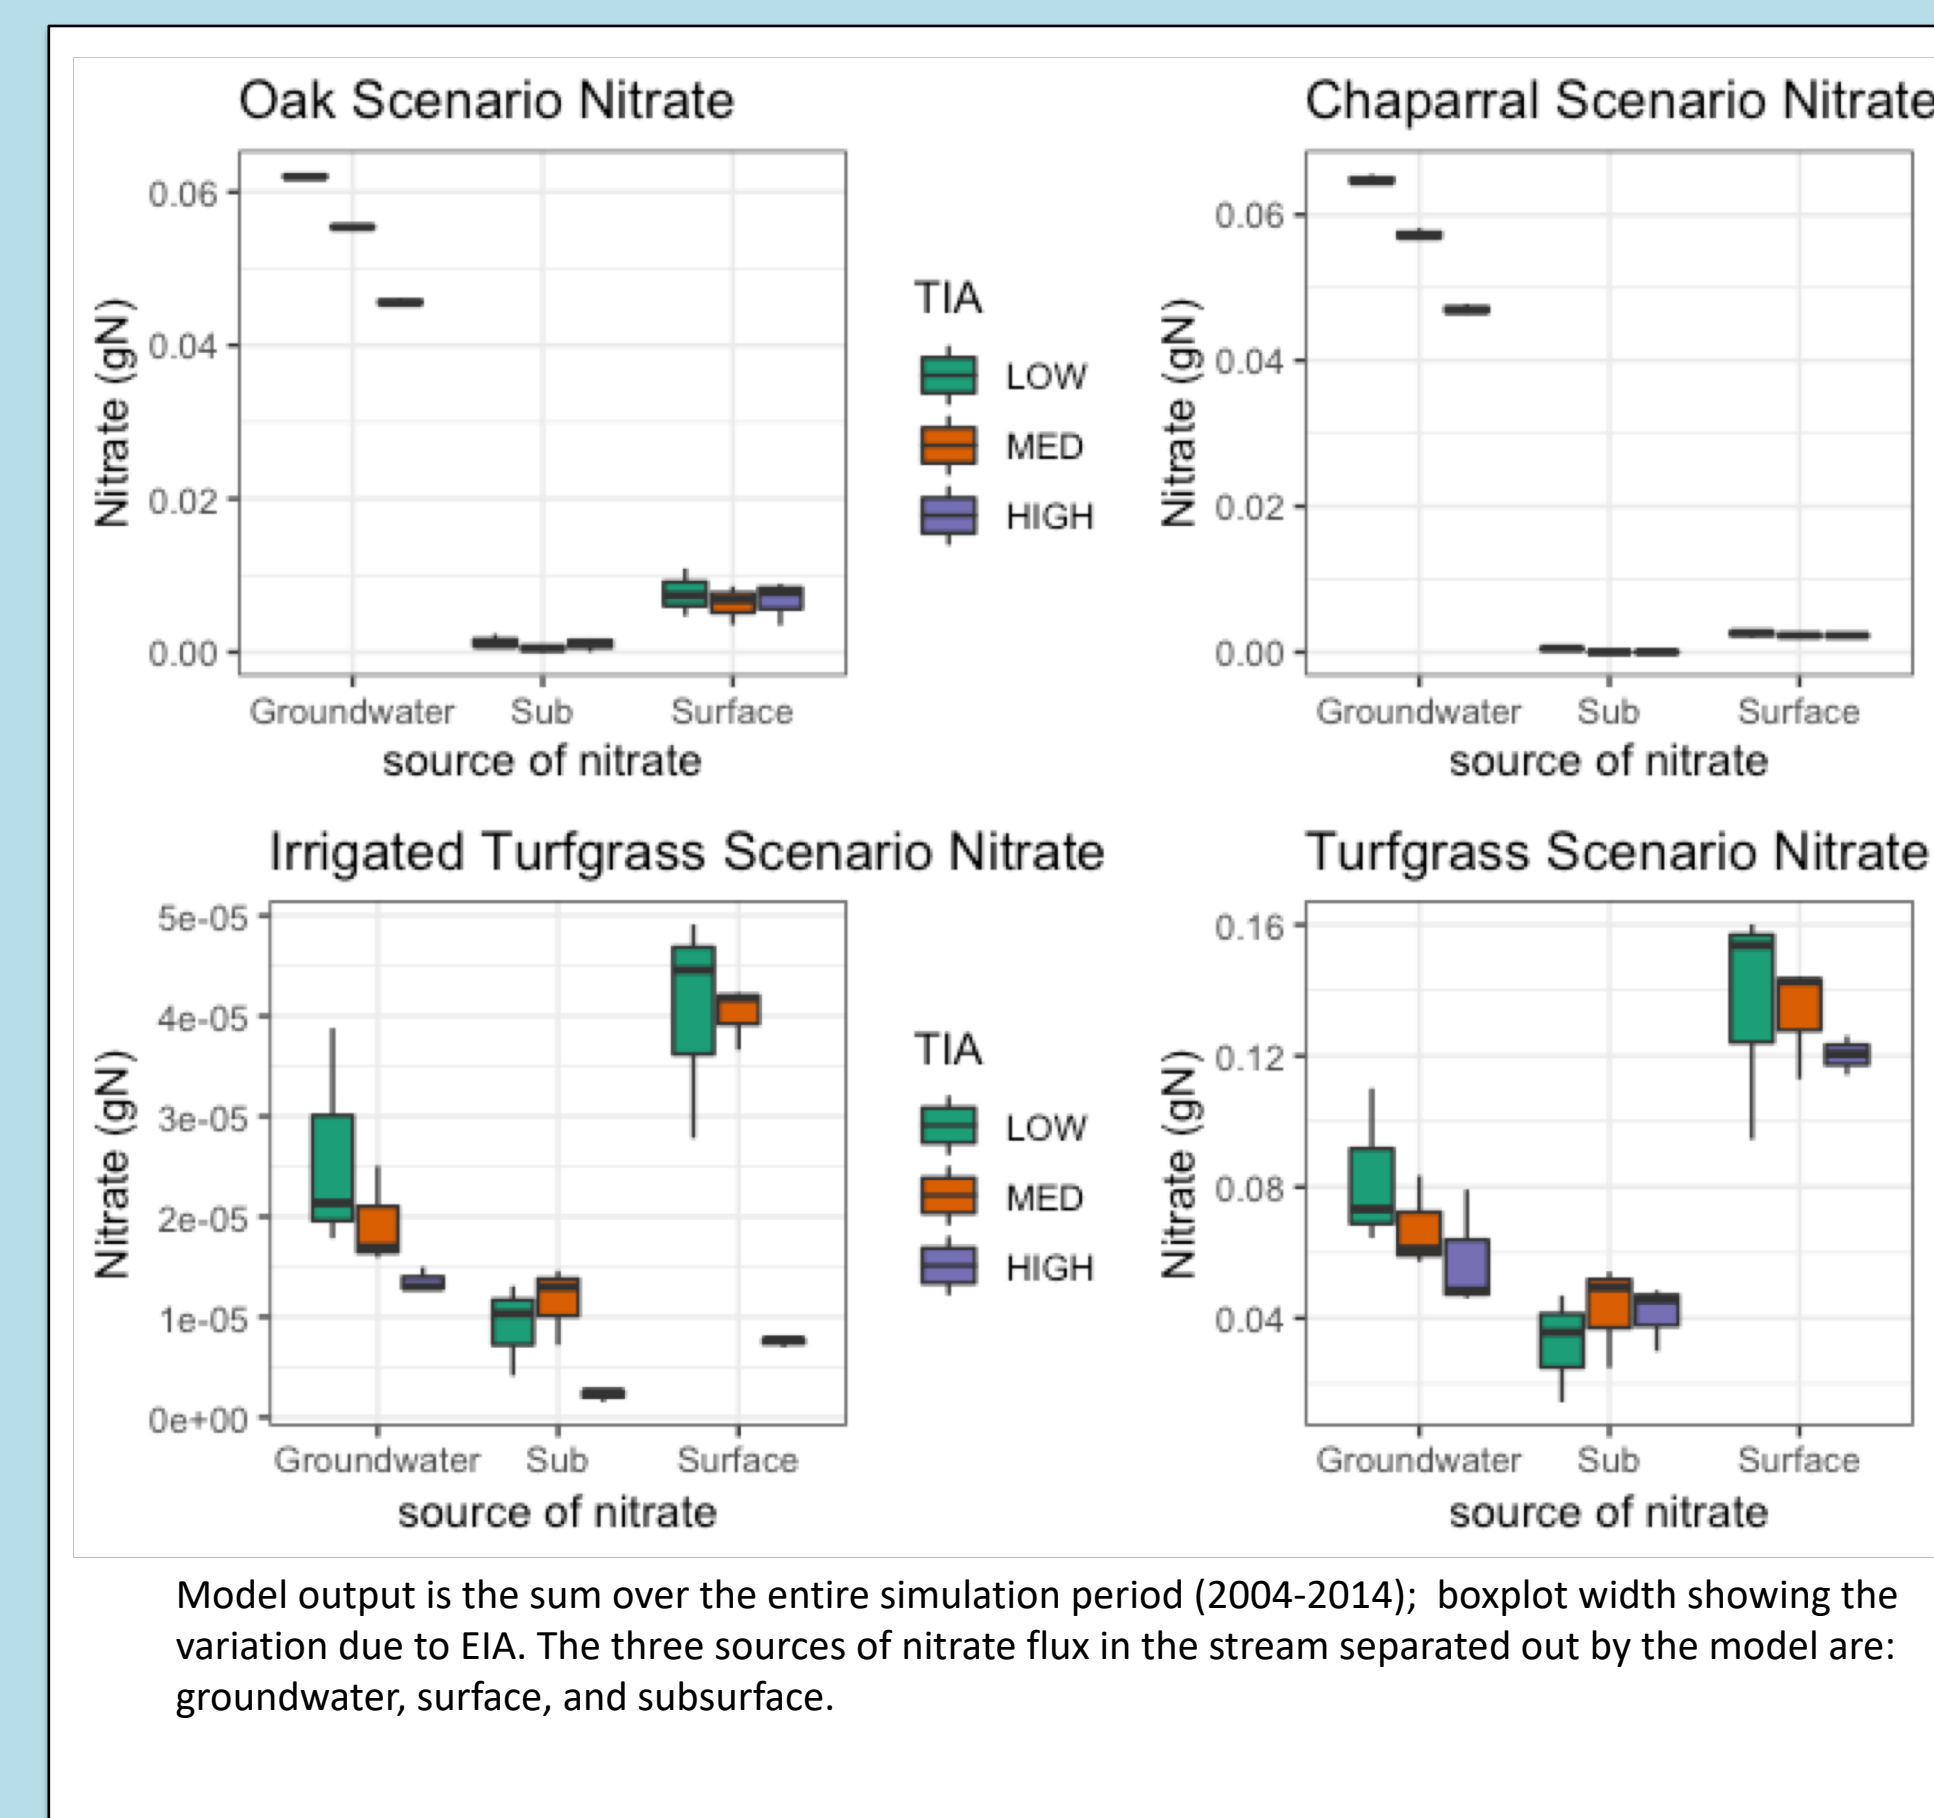 Oak Scenario Nitrate
Nitrate (gN)
0.06
0.04
0.02
0.00
Groundwater Sub Surface
source of nitrate
TIA
LOW
MED
HIGH
Chaparral Scenario Nitrate
Nitrate (gN)
0.06
0.04
0.02
0.00
Groundwater Sub Surface
source of nitrate
Irrigated Turfgrass Scenario Nitrate
Nitrate (gN)
5e-05
4e-05
3e-05
2e-05
1e-05
0e+00
Groundwater Sub Surface
source of nitrate
TIA
LOW
MED
HIGH
Turfgrass Scenario Nitrate
Nitrate (gN)
0.16
0.12
0.08
0.04
Groundwater Sub Surface
source of nitrate
Model output is the sum over the entire simulation period (2004-2014);  boxplot width showing the
variation due to EIA. The three sources of nitrate flux in the stream separated out by the model are:
groundwater, surface, and subsurface.